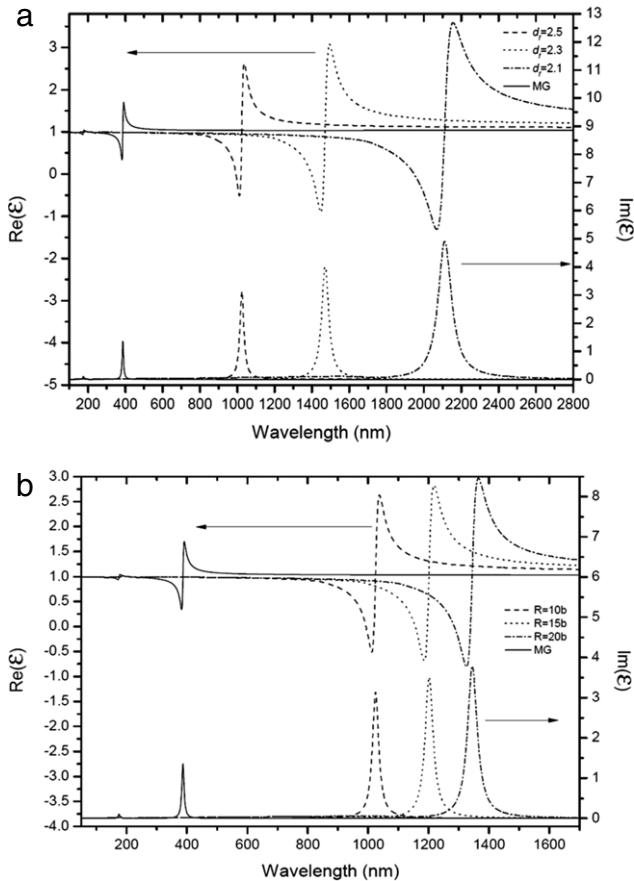 a
3
2
1
0
-1
-2
-3
-4
-5
Re(ε)
13
12
11
10
9
8
7
6
5
4
3
2
1
0
Im(ε)
d_f=2.5
d_f=2.3
d_f=2.1
MG
200 400 600 800 1000 1200 1400 1600 1800 2000 2200 2400 2600 2800
Wavelength (nm)
b
3.0
2.5
2.0
1.5
1.0
0.5
0.0
-0.5
-1.0
-1.5
-2.0
-2.5
-3.0
-3.5
-4.0
Re(ε)
8
7
6
5
4
3
2
1
0
Im(ε)
R=10b
R=15b
R=20b
MG
200 400 600 800 1000 1200 1400 1600
Wavelength (nm)